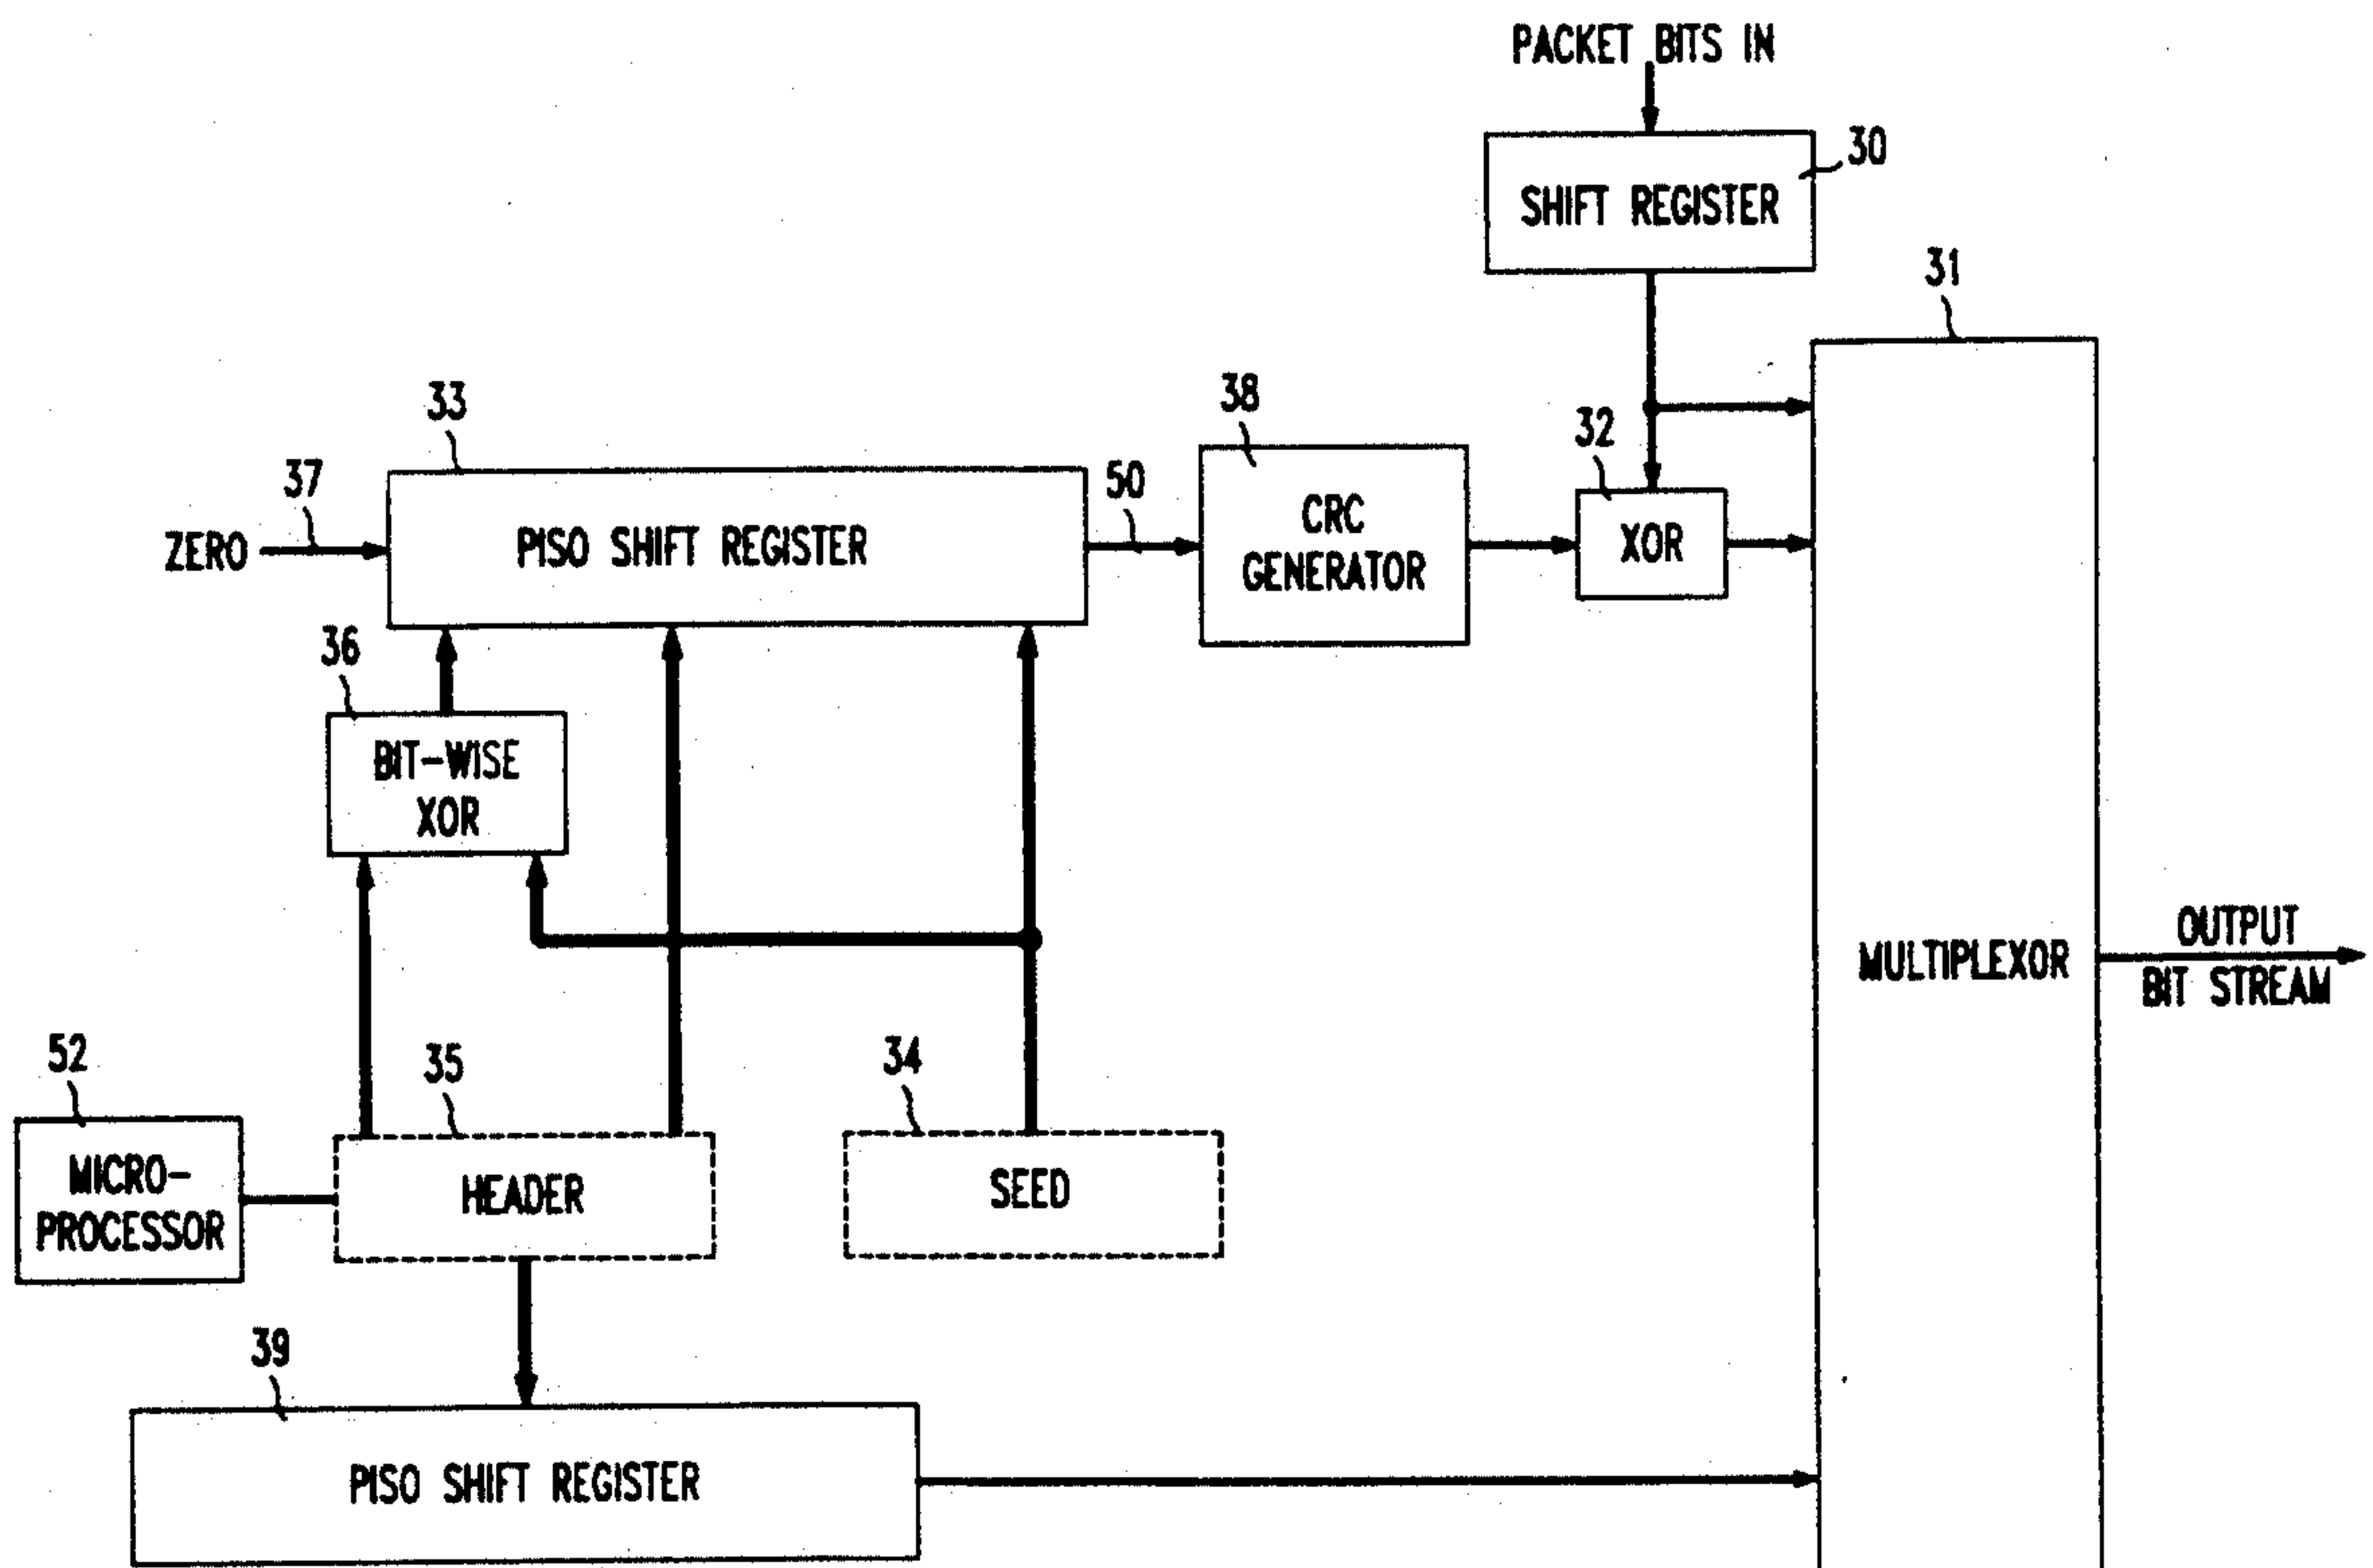 PACKET BITS IN
30
SHIFT REGISTER
31
33
38
32
37
50
ZERO
PISO SHIFT REGISTER
CRC
GENERATOR
XOR
36
BIT-WISE
XOR
MULTIPLEXOR
OUTPUT
BIT STREAM
52
35
34
MICRO-
PROCESSOR
HEADER
SEED
39
PISO SHIFT REGISTER